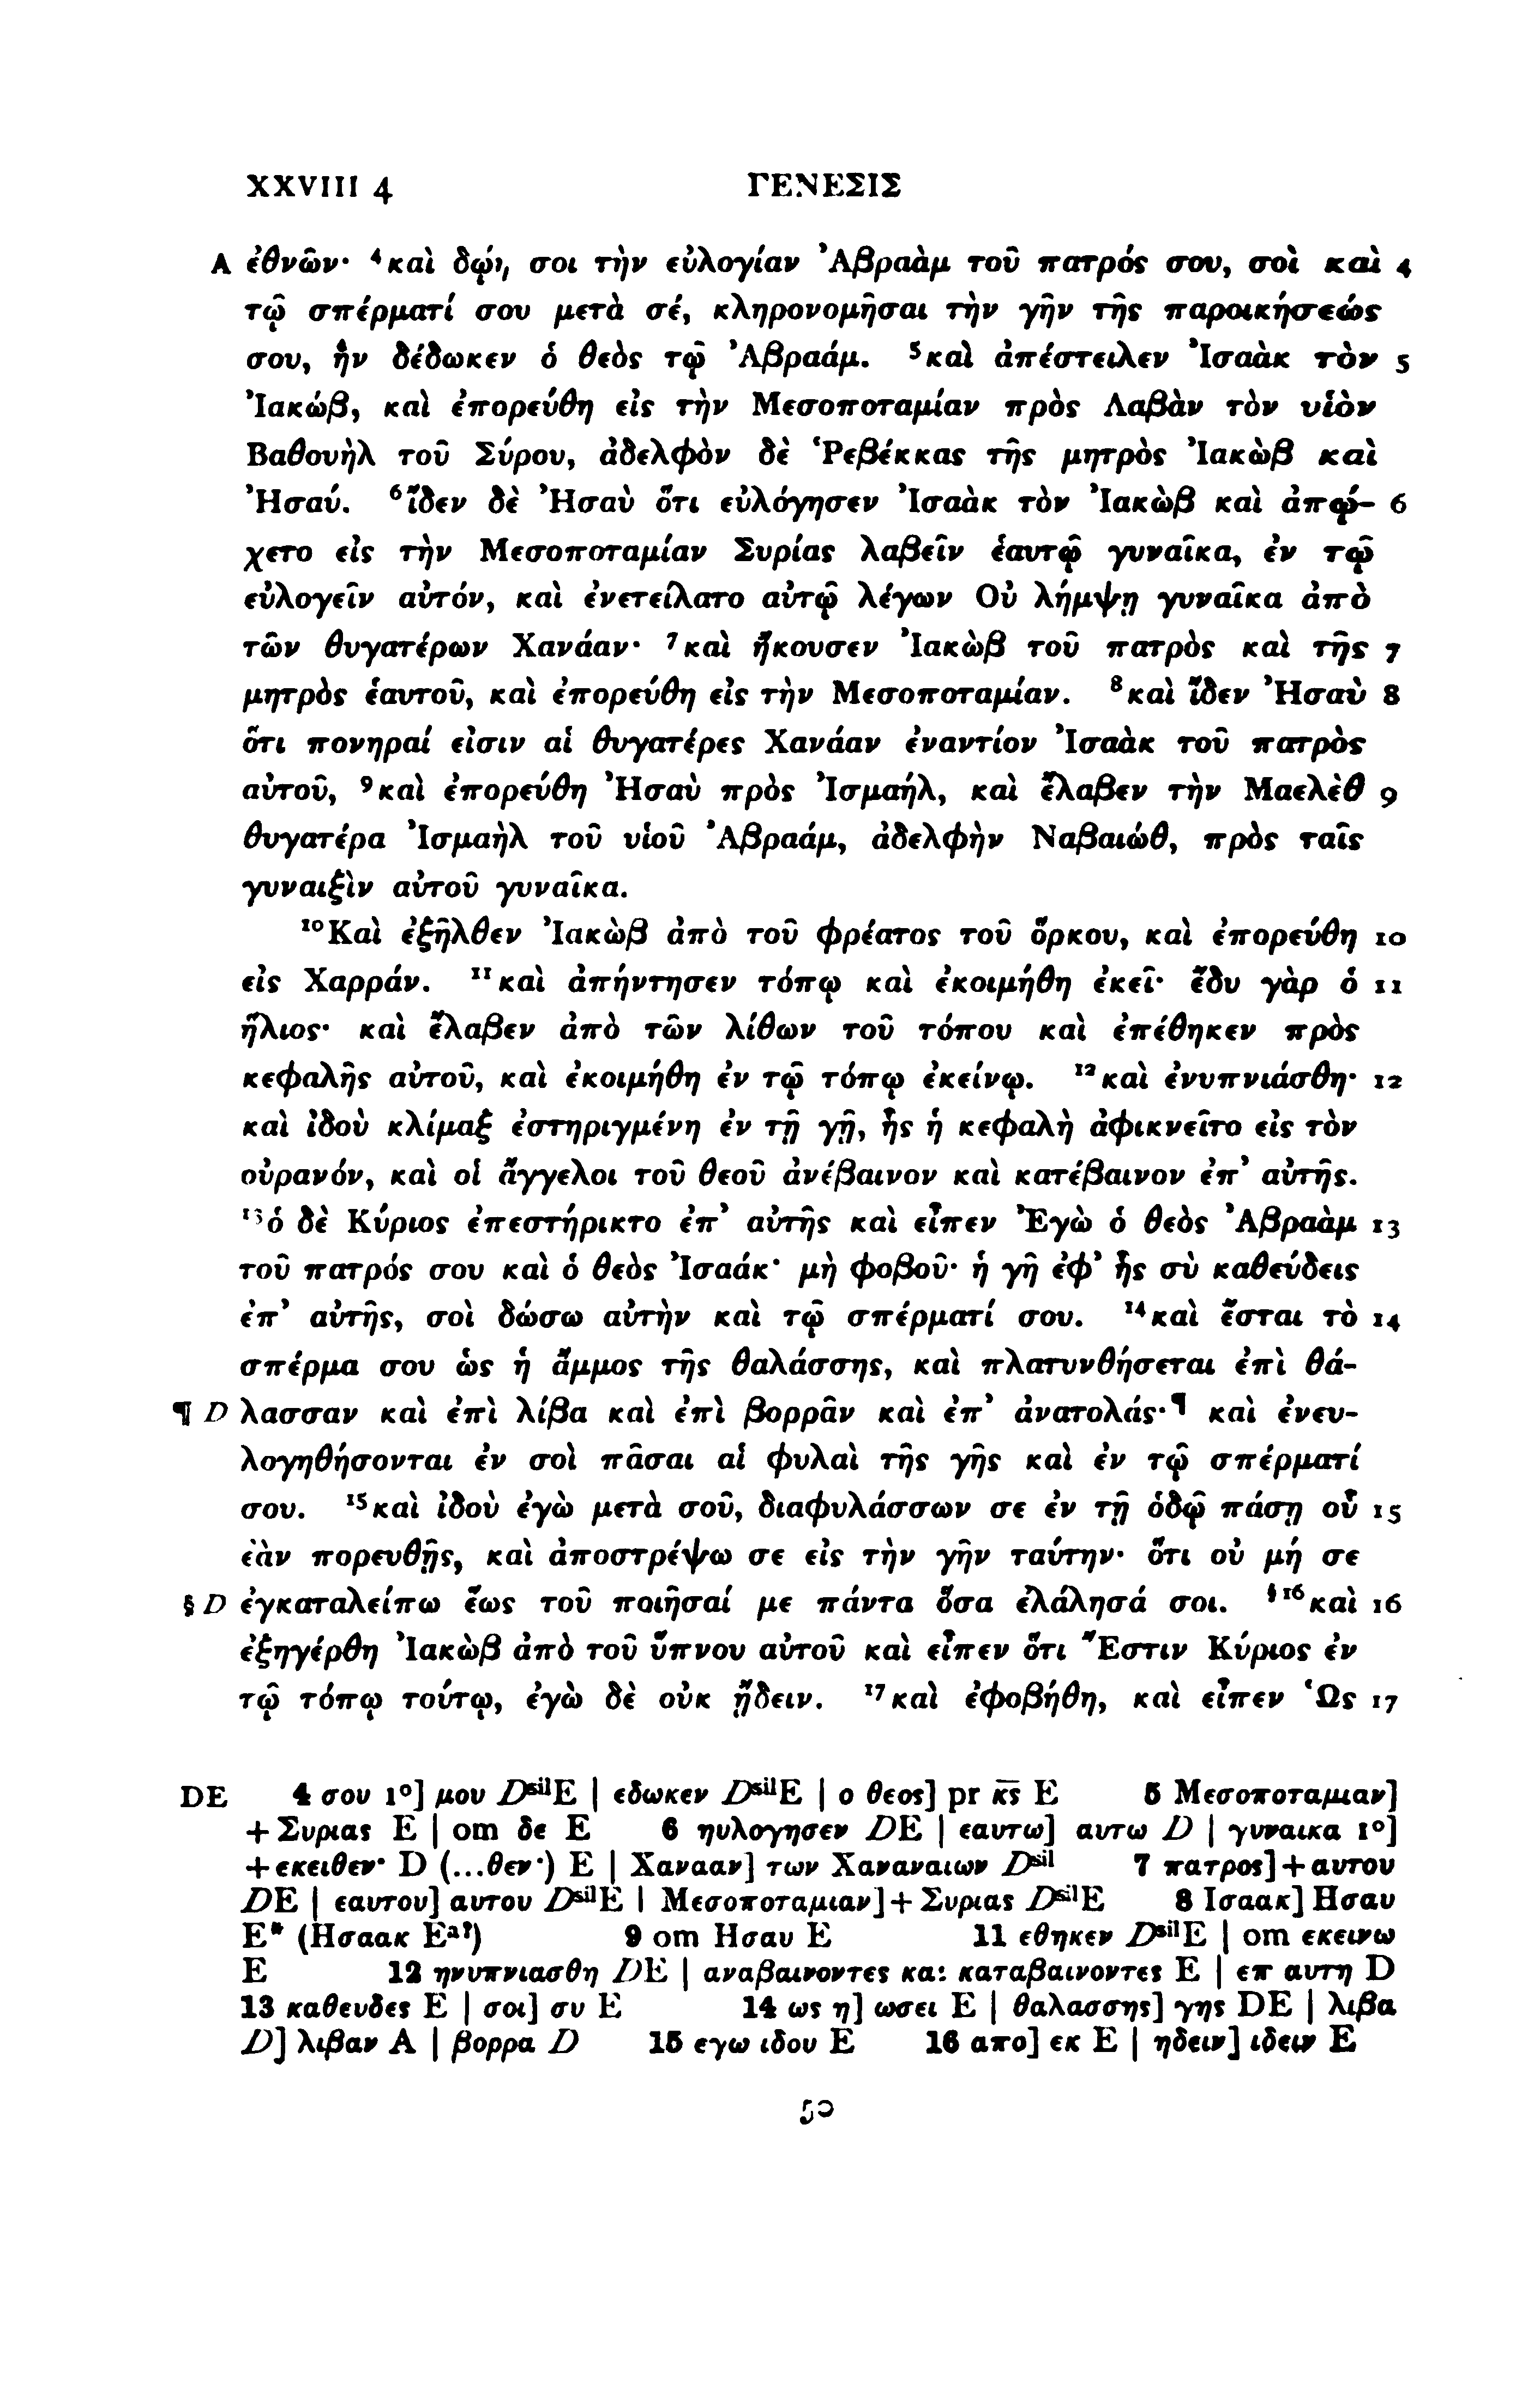 XXVIII 4 ΓΕΝΕΣΙΣ
A ἐθνῶν· ⁴καὶ δῴη σοι τὴν εὐλογίαν Ἀβραὰμ τοῦ πατρός σου, σοὶ καὶ 4
τῷ σπέρματί σου μετὰ σέ, κληρονομῆσαι τὴν γῆν τῆς παροικήσεώς
σου, ἣν δέδωκεν ὁ θεὸς τῷ Ἀβραάμ. ⁵καὶ ἀπέστειλεν Ἰσαὰκ τὸν 5
Ἰακώβ, καὶ ἐπορεύθη εἰς τὴν Μεσοποταμίαν πρὸς Λαβὰν τὸν υἱὸν
Βαθουὴλ τοῦ Σύρου, ἀδελφὸν δὲ Ῥεβέκκας τῆς μητρὸς Ἰακὼβ καὶ
Ἠσαύ. ⁶ἴδεν δὲ Ἠσαὺ ὅτι εὐλόγησεν Ἰσαὰκ τὸν Ἰακὼβ καὶ ἀπῴ- 6
χετο εἰς τὴν Μεσοποταμίαν Συρίας λαβεῖν ἑαυτῷ γυναῖκα, ἐν τῷ
εὐλογεῖν αὐτόν, καὶ ἐνετείλατο αὐτῷ λέγων Οὐ λήμψῃ γυναῖκα ἀπὸ
τῶν θυγατέρων Χανάαν· ⁷καὶ ἤκουσεν Ἰακὼβ τοῦ πατρὸς καὶ τῆς 7
μητρὸς ἑαυτοῦ, καὶ ἐπορεύθη εἰς τὴν Μεσοποταμίαν. ⁸καὶ ἴδεν Ἠσαὺ 8
ὅτι πονηραί εἰσιν αἱ θυγατέρες Χανάαν ἐναντίον Ἰσαὰκ τοῦ πατρὸς
αὐτοῦ, ⁹καὶ ἐπορεύθη Ἠσαὺ πρὸς Ἰσμαήλ, καὶ ἔλαβεν τὴν Μαελὲθ 9
θυγατέρα Ἰσμαὴλ τοῦ υἱοῦ Ἀβραάμ, ἀδελφὴν Ναβαιώθ, πρὸς ταῖς
γυναιξὶν αὐτοῦ γυναῖκα.
¹⁰Καὶ ἐξῆλθεν Ἰακὼβ ἀπὸ τοῦ φρέατος τοῦ ὅρκου, καὶ ἐπορεύθη 10
εἰς Χαρράν. ¹¹καὶ ἀπήντησεν τόπῳ καὶ ἐκοιμήθη ἐκεῖ· ἔδυ γὰρ ὁ 11
ἥλιος· καὶ ἔλαβεν ἀπὸ τῶν λίθων τοῦ τόπου καὶ ἐπέθηκεν πρὸς
κεφαλῆς αὐτοῦ, καὶ ἐκοιμήθη ἐν τῷ τόπῳ ἐκείνῳ. ¹²καὶ ἐνυπνιάσθη· 12
καὶ ἰδοὺ κλίμαξ ἐστηριγμένη ἐν τῇ γῇ, ἧς ἡ κεφαλὴ ἀφικνεῖτο εἰς τὸν
οὐρανόν, καὶ οἱ ἄγγελοι τοῦ θεοῦ ἀνέβαινον καὶ κατέβαινον ἐπ᾿ αὐτῆς.
¹³ὁ δὲ Κύριος ἐπεστήρικτο ἐπ᾿ αὐτῆς καὶ εἶπεν Ἐγὼ ὁ θεὸς Ἀβραὰμ 13
τοῦ πατρός σου καὶ ὁ θεὸς Ἰσαάκ· μὴ φοβοῦ· ἡ γῆ ἐφ᾿ ἧς σὺ καθεύδεις
ἐπ᾿ αὐτῆς, σοὶ δώσω αὐτὴν καὶ τῷ σπέρματί σου. ¹⁴καὶ ἔσται τὸ 14
σπέρμα σου ὡς ἡ ἄμμος τῆς θαλάσσης, καὶ πλατυνθήσεται ἐπὶ θά-
¶ D λασσαν καὶ ἐπὶ λίβα καὶ ἐπὶ βορρᾶν καὶ ἐπ᾿ ἀνατολάς·¶ καὶ ἐνευ-
λογηθήσονται ἐν σοὶ πᾶσαι αἱ φυλαὶ τῆς γῆς καὶ ἐν τῷ σπέρματί
σου. ¹⁵καὶ ἰδοὺ ἐγὼ μετὰ σοῦ, διαφυλάσσων σε ἐν τῇ ὁδῷ πάσῃ οὗ 15
ἐὰν πορευθῇς, καὶ ἀποστρέψω σε εἰς τὴν γῆν ταύτην· ὅτι οὐ μή σε
§ D ἐγκαταλείπω ἕως τοῦ ποιῆσαί με πάντα ὅσα ἐλάλησά σοι. §¹⁶καὶ 16
ἐξηγέρθη Ἰακὼβ ἀπὸ τοῦ ὕπνου αὐτοῦ καὶ εἶπεν ὅτι Ἔστιν Κύριος ἐν
τῷ τόπῳ τούτῳ, ἐγὼ δὲ οὐκ ᾔδειν. ¹⁷καὶ ἐφοβήθη, καὶ εἶπεν Ὡς 17
DE 4 σου 1°] μου DˢⁱˡE | εδωκεν DˢⁱˡE | ο θεος] pr κ̅ς̅ E 5 Μεσοποταμιαν]
+Συριας E | om δε E 6 ηυλογησεν DE | εαυτω] αυτω D | γυναικα 1°]
+εκειθεν· D (...θεν·) E | Χανααν] των Χαναναιων Dˢⁱˡ 7 πατρος]+αυτου
DE | εαυτου] αυτου DˢⁱˡE | Μεσοποταμιαν]+Συριας DˢⁱˡE 8 Ισαακ] Ησαυ
E* (Ησαακ Eᵃ?) 9 om Ησαυ E 11 εθηκεν DˢⁱˡE | om εκεινω
E 12 ηνυπνιασθη DE | αναβαινοντες και καταβαινοντες E | επ αυτη D
13 καθευδες E | σοι] συ E 14 ως η] ωσει E | θαλασσης] γης DE | λιβα
D] λιβαν A | βορρα D 15 εγω ιδου E 16 απο] εκ E | ηδειν] ιδειν E
50